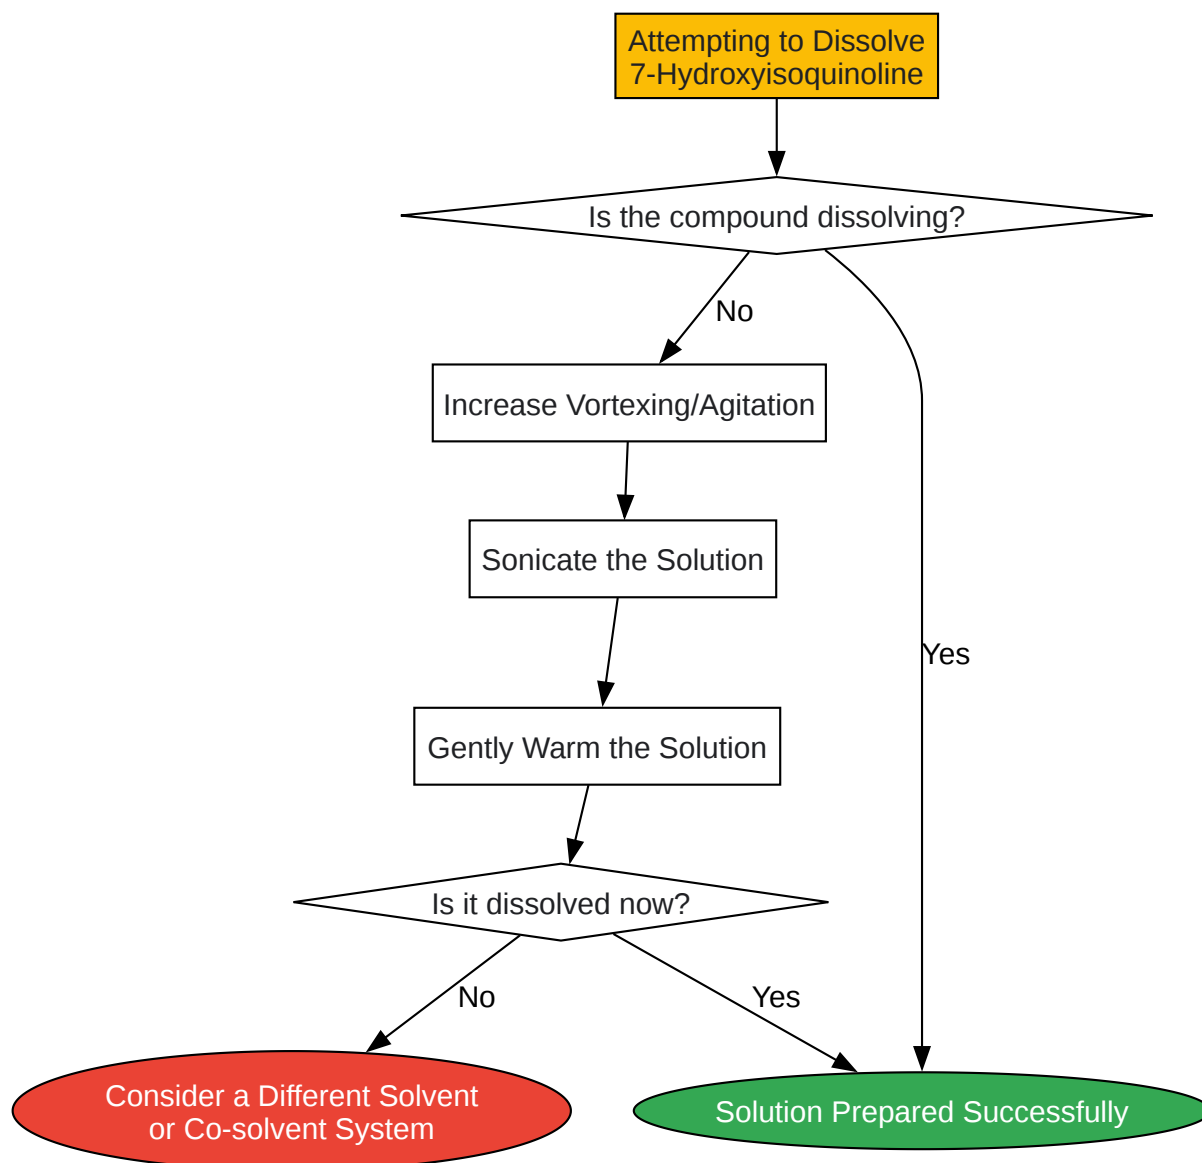 Attempting to Dissolve
7-Hydroxyisoquinoline
Is the compound dissolving?
No
Increase Vortexing/Agitation
Sonicate the Solution
Yes
Gently Warm the Solution
Is it dissolved now?
No
Yes
Consider a Different Solvent
or Co-solvent System
Solution Prepared Successfully